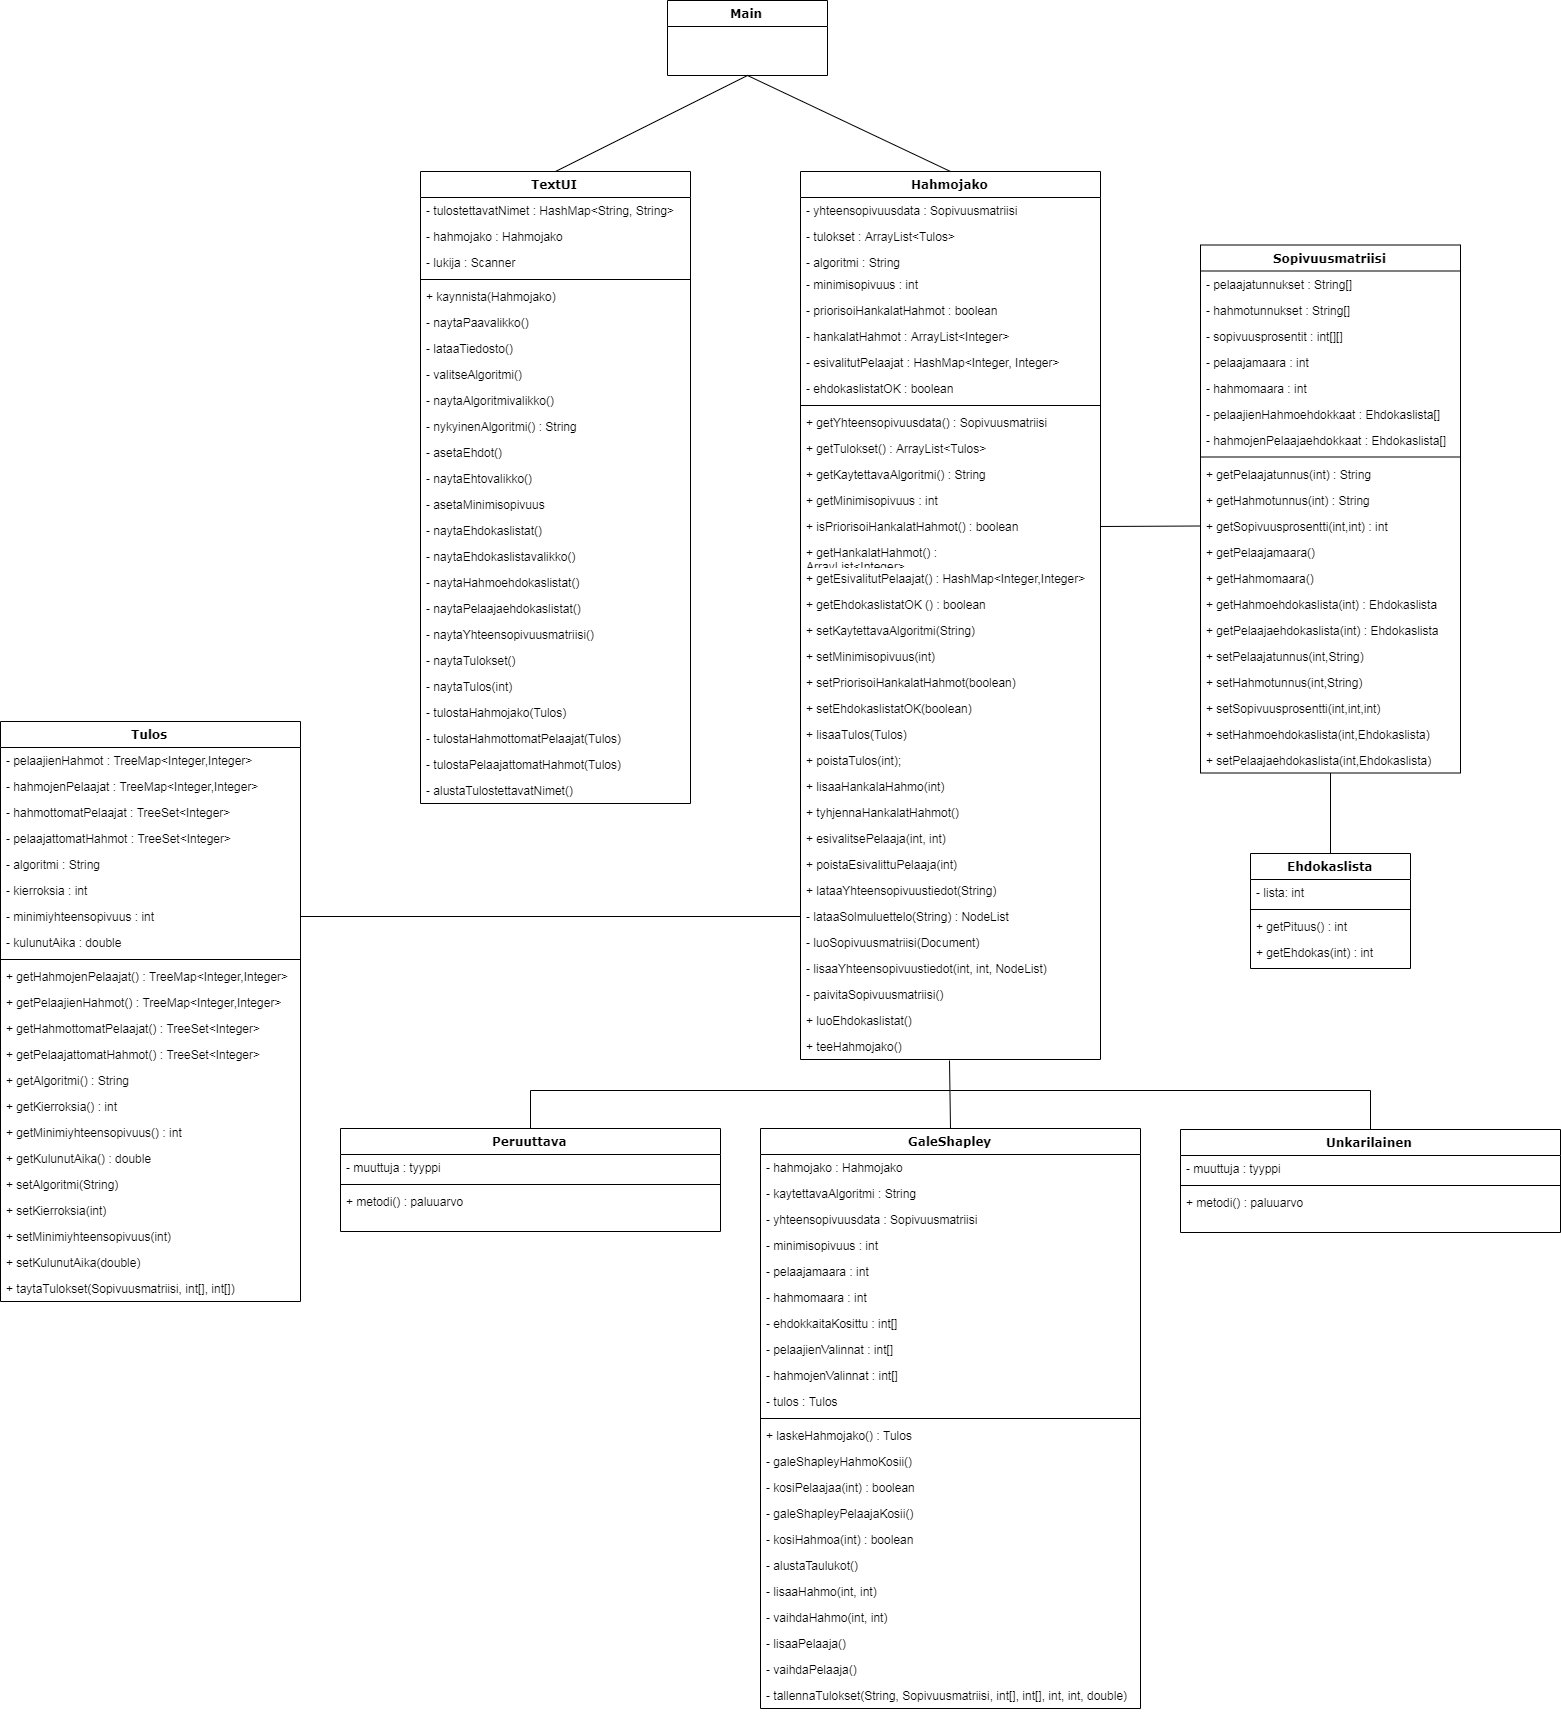 Main
TextUI
- tulostettavatNimet : HashMap<String, String>
- hahmojako : Hahmojako
- lukija : Scanner
+ kaynnista(Hahmojako)
- naytaPaavalikko()
- lataaTiedosto()
- valitseAlgoritmi()
- naytaAlgoritmivalikko()
- nykyinenAlgoritmi() : String
- asetaEhdot()
- naytaEhtovalikko()
- asetaMinimisopivuus
- naytaEhdokaslistat()
- naytaEhdokaslistavalikko()
- naytaHahmoehdokaslistat()
- naytaPelaajaehdokaslistat()
- naytaYhteensopivuusmatriisi()
- naytaTulokset()
- naytaTulos(int)
- tulostaHahmojako(Tulos)
- tulostaHahmottomatPelaajat(Tulos)
- tulostaPelaajattomatHahmot(Tulos)
- alustaTulostettavatNimet()
Hahmojako
- yhteensopivuusdata : Sopivuusmatriisi
- tulokset : ArrayList<Tulos>
- algoritmi : String
- minimisopivuus : int
- priorisoiHankalatHahmot : boolean
- hankalatHahmot : ArrayList<Integer>
- esivalitutPelaajat : HashMap<Integer, Integer>
- ehdokaslistatOK : boolean
+ getYhteensopivuusdata() : Sopivuusmatriisi
+ getTulokset() : ArrayList<Tulos>
+ getKaytettavaAlgoritmi() : String
+ getMinimisopivuus : int
+ isPriorisoiHankalatHahmot() : boolean
+ getHankalatHahmot() :
ArrayList<Integer>
+ getEsivalitutPelaajat() : HashMap<Integer,Integer>
+ getEhdokaslistatOK () : boolean
+ setKaytettavaAlgoritmi(String)
+ setMinimisopivuus(int)
+ setPriorisoiHankalatHahmot(boolean)
+ setEhdokaslistatOK(boolean)
+ lisaaTulos(Tulos)
+ poistaTulos(int);
+ lisaaHankalaHahmo(int)
+ tyhjennaHankalatHahmot()
+ esivalitsePelaaja(int, int)
+ poistaEsivalittuPelaaja(int)
+ lataaYhteensopivuustiedot(String)
- lataaSolmuluettelo(String) : NodeList
- luoSopivuusmatriisi(Document)
- lisaaYhteensopivuustiedot(int, int, NodeList)
- paivitaSopivuusmatriisi()
+ luoEhdokaslistat()
+ teeHahmojako()
Sopivuusmatriisi
- pelaajatunnukset : String[]
- hahmotunnukset : String[]
- sopivuusprosentit : int[][]
- pelaajamaara : int
- hahmomaara : int
- pelaajienHahmoehdokkaat : Ehdokaslista[]
- hahmojenPelaajaehdokkaat : Ehdokaslista[]
+ getPelaajatunnus(int) : String
+ getHahmotunnus(int) : String
+ getSopivuusprosentti(int,int) : int
+ getPelaajamaara()
+ getHahmomaara()
+ getHahmoehdokaslista(int) : Ehdokaslista
+ getPelaajaehdokaslista(int) : Ehdokaslista
+ setPelaajatunnus(int,String)
+ setHahmotunnus(int,String)
+ setSopivuusprosentti(int,int,int)
+ setHahmoehdokaslista(int,Ehdokaslista)
+ setPelaajaehdokaslista(int,Ehdokaslista)
Tulos
- pelaajienHahmot : TreeMap<Integer,Integer>
- hahmojenPelaajat : TreeMap<Integer,Integer>
- hahmottomatPelaajat : TreeSet<Integer>
- pelaajattomatHahmot : TreeSet<Integer>
- algoritmi : String
- kierroksia : int
- minimiyhteensopivuus : int
- kulunutAika : double
+ getHahmojenPelaajat() : TreeMap<Integer,Integer>
+ getPelaajienHahmot() : TreeMap<Integer,Integer>
+ getHahmottomatPelaajat() : TreeSet<Integer>
+ getPelaajattomatHahmot() : TreeSet<Integer>
+ getAlgoritmi() : String
+ getKierroksia() : int
+ getMinimiyhteensopivuus() : int
+ getKulunutAika() : double
+ setAlgoritmi(String)
+ setKierroksia(int)
+ setMinimiyhteensopivuus(int)
+ setKulunutAika(double)
+ taytaTulokset(Sopivuusmatriisi, int[], int[])
Ehdokaslista
- lista: int
+ getPituus() : int
+ getEhdokas(int) : int
Peruuttava
- muuttuja : tyyppi
+ metodi() : paluuarvo
GaleShapley
- hahmojako : Hahmojako
- kaytettavaAlgoritmi : String
- yhteensopivuusdata : Sopivuusmatriisi
- minimisopivuus : int
- pelaajamaara : int
- hahmomaara : int
- ehdokkaitaKosittu : int[]
- pelaajienValinnat : int[]
- hahmojenValinnat : int[]
- tulos : Tulos
+ laskeHahmojako() : Tulos
- galeShapleyHahmoKosii()
- kosiPelaajaa(int) : boolean
- galeShapleyPelaajaKosii()
- kosiHahmoa(int) : boolean
- alustaTaulukot()
- lisaaHahmo(int, int)
- vaihdaHahmo(int, int)
- lisaaPelaaja()
- vaihdaPelaaja()
- tallennaTulokset(String, Sopivuusmatriisi, int[], int[], int, int, double)
Unkarilainen
- muuttuja : tyyppi
+ metodi() : paluuarvo